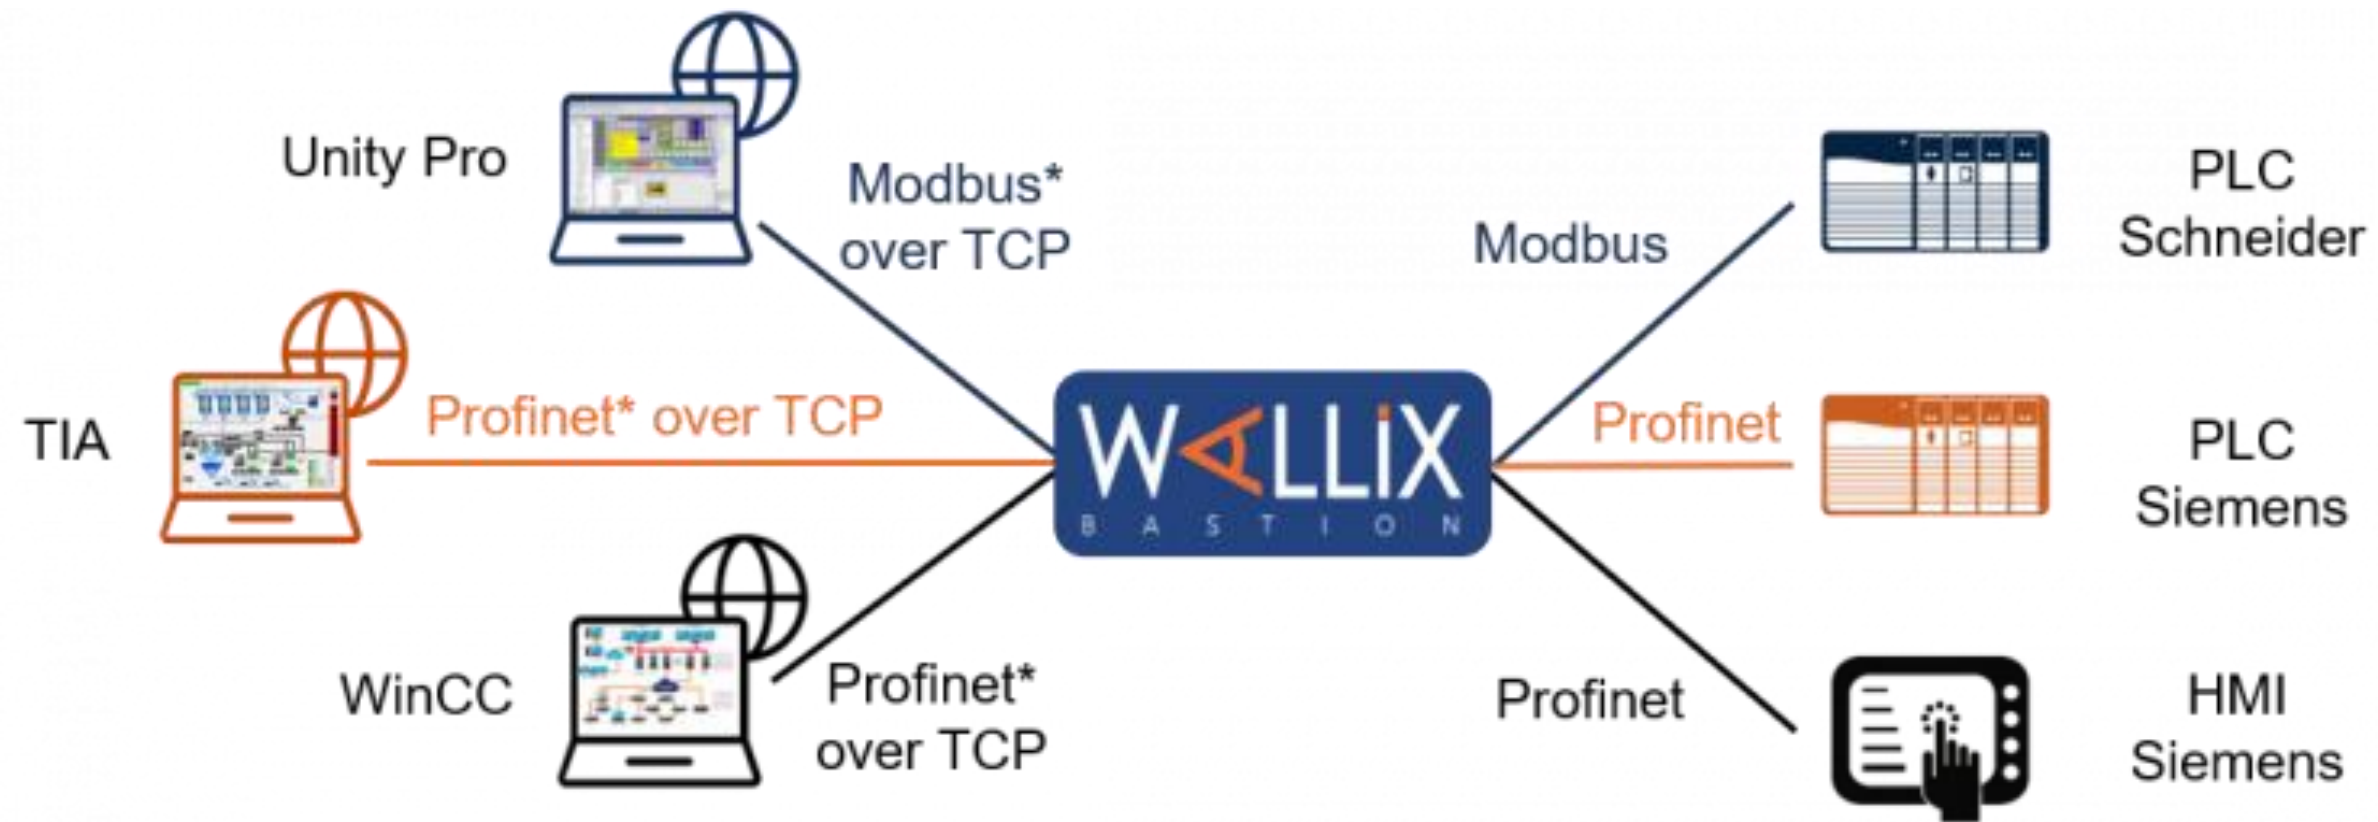 Unity Pro
Modbus*
over TCP
Modbus
PLC
Schneider
TIA
Profinet* over TCP
WALLiX
BASTION
Profinet
PLC
Siemens
WinCC
Profinet*
over TCP
Profinet
HMI
Siemens